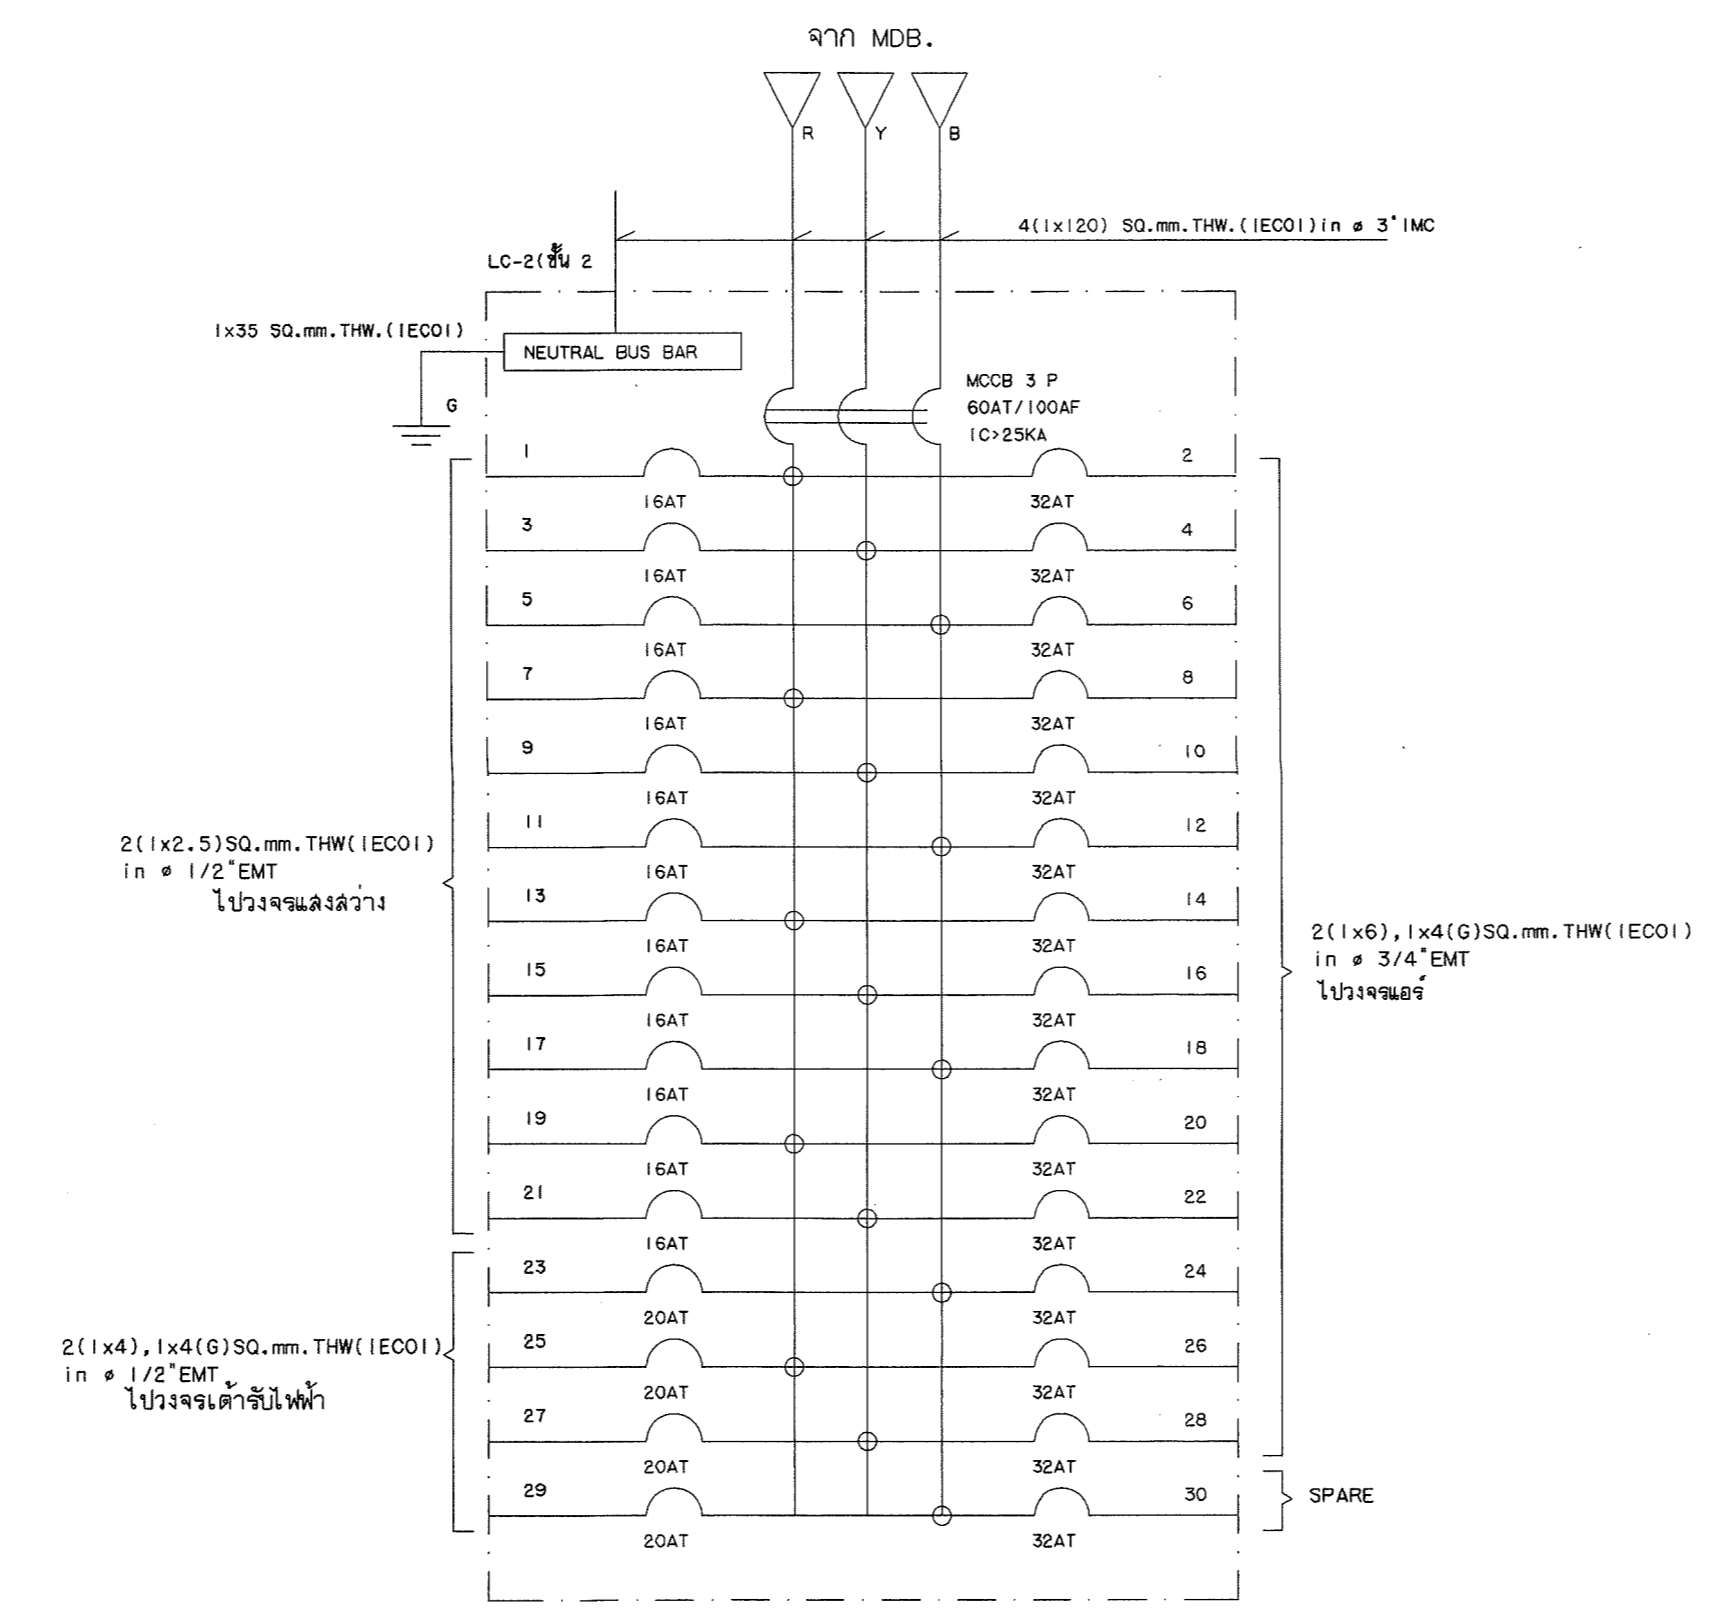 จาก MDB.
R Y B
4(1x120) SQ.mm.THW.(IEC01)in ø 3"IMC
LC-2(ชั้น 2
1x35 SQ.mm.THW.(IEC01)
NEUTRAL BUS BAR
G
MCCB 3 P
60AT/100AF
IC>25KA
1 2
16AT 32AT
3 4
16AT 32AT
5 6
16AT 32AT
7 8
16AT 32AT
9 10
16AT 32AT
11 12
16AT 32AT
13 14
16AT 32AT
15 16
16AT 32AT
17 18
16AT 32AT
19 20
16AT 32AT
21 22
16AT 32AT
23 24
20AT 32AT
25 26
20AT 32AT
27 28
20AT 32AT
29 30
20AT 32AT
2(1x2.5)SQ.mm.THW(IEC01)
in ø 1/2"EMT
ไปวงจรแสงสว่าง
2(1x4),1x4(G)SQ.mm.THW(IEC01)
in ø 1/2"EMT
ไปวงจรเต้ารับไฟฟ้า
2(1x6),1x4(G)SQ.mm.THW(IEC01)
in ø 3/4"EMT
ไปวงจรแอร์
SPARE